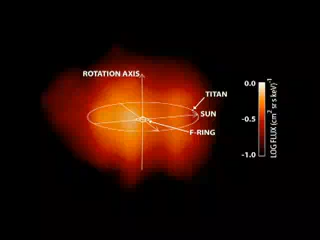 ROTATION AXIS
TITAN
SUN
F-RING
0.0
-0.5
-1.0
LOG FLUX (cm² sr s keV)⁻¹